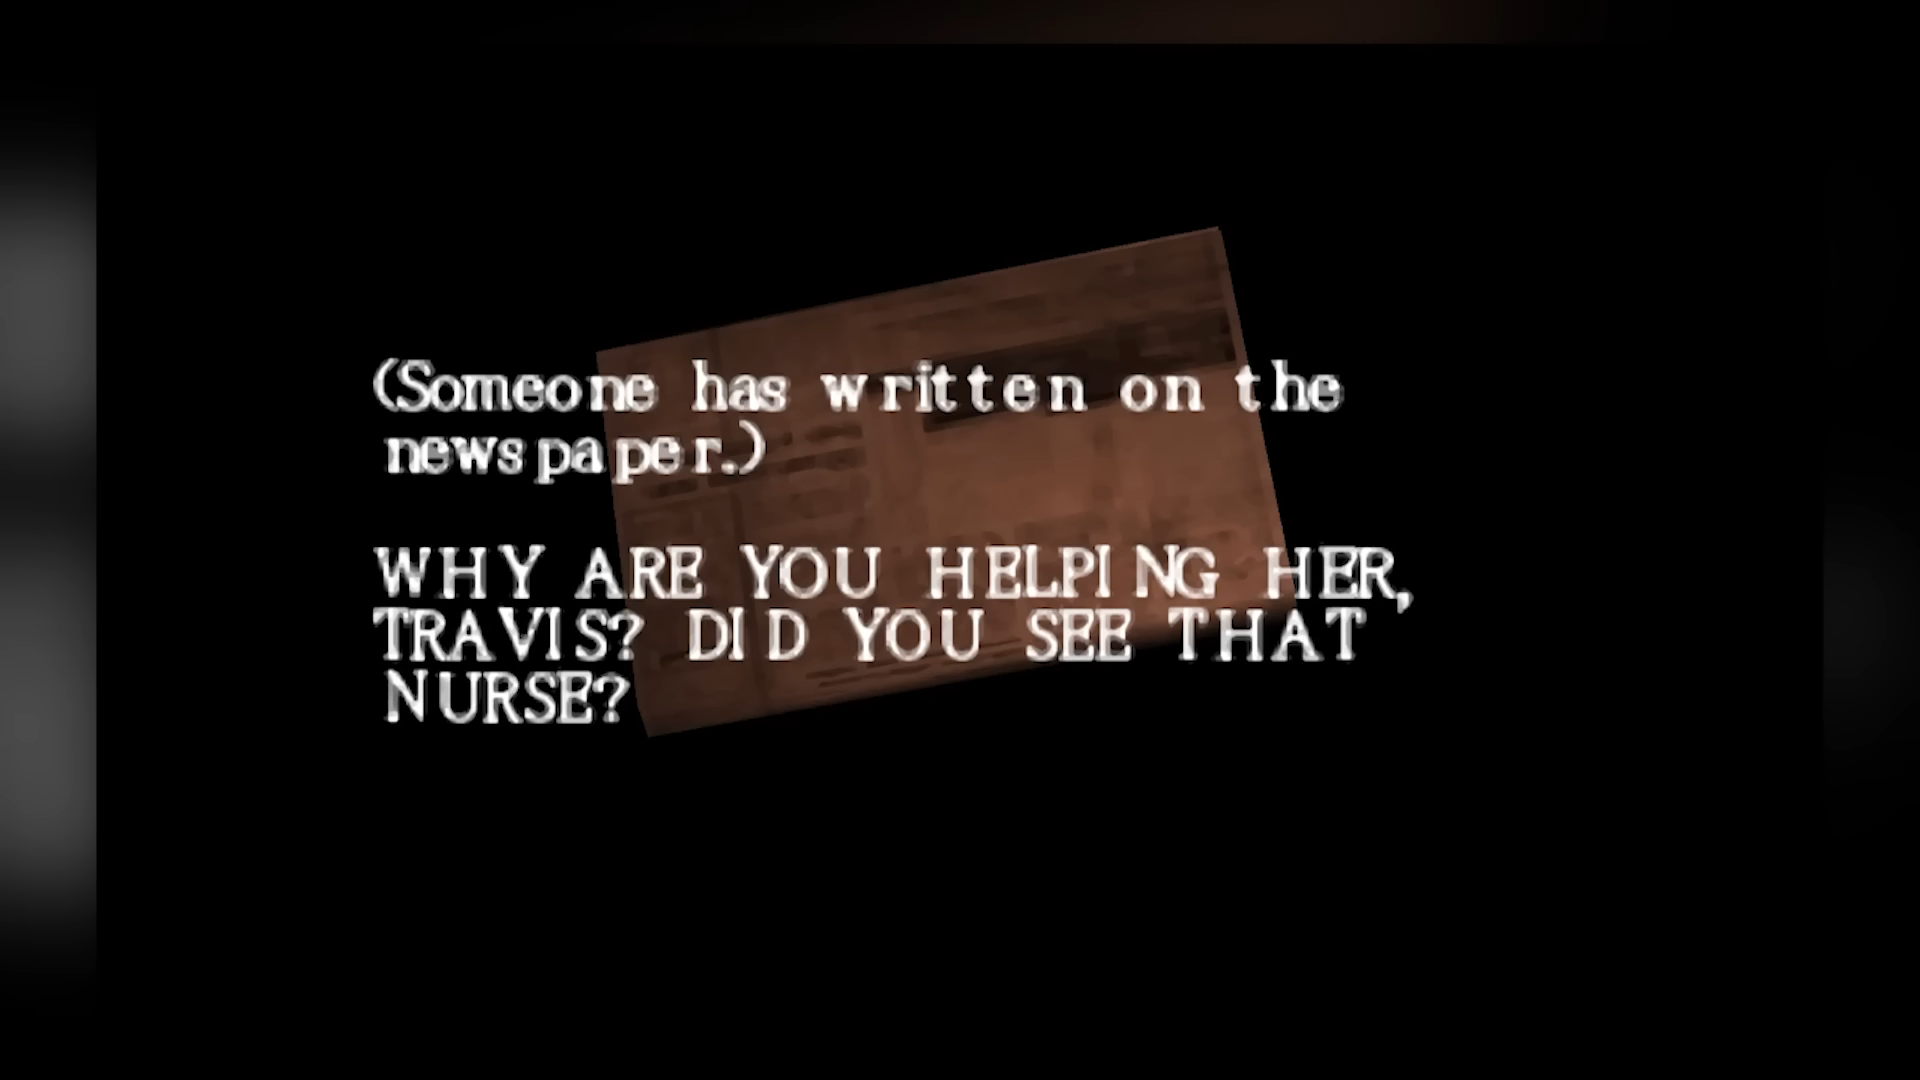 (Someone has written on the
newspaper.)
WHY ARE YOU HELPING HER,
TRAVIS? DID YOU SEE THAT
NURSE?